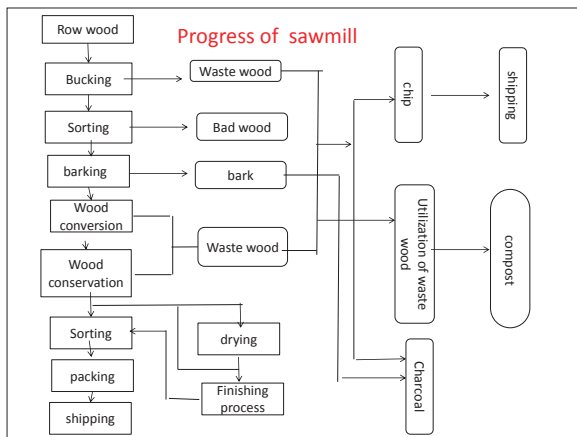 Row wood
Progress of sawmill
Bucking
Waste wood
Sorting
Bad wood
barking
bark
Wood
conversion
Waste wood
Wood
conservation
Sorting
drying
packing
Finishing
process
shipping
chip
shipping
Utilization of waste
wood
compost
Charcoal